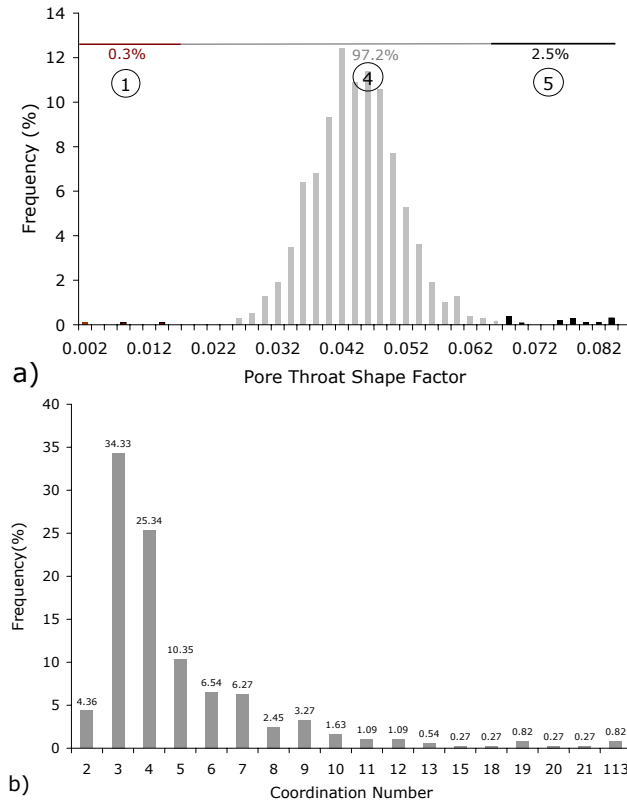 14
0.3%
97.2%
2.5%
12
1
4
5
10
8
6
4
2
0
Frequency (%)
0.002 0.012 0.022 0.032 0.042 0.052 0.062 0.072 0.082
Pore Throat Shape Factor
a)
40
35
30
25
20
15
10
5
0
Frequency(%)
4.36 34.33 25.34 10.35 6.54 6.27 2.45 3.27 1.63 1.09 1.09 0.54 0.27 0.27 0.82 0.27 0.27 0.82
2 3 4 5 6 7 8 9 10 11 12 13 15 18 19 20 21 113
Coordination Number
b)